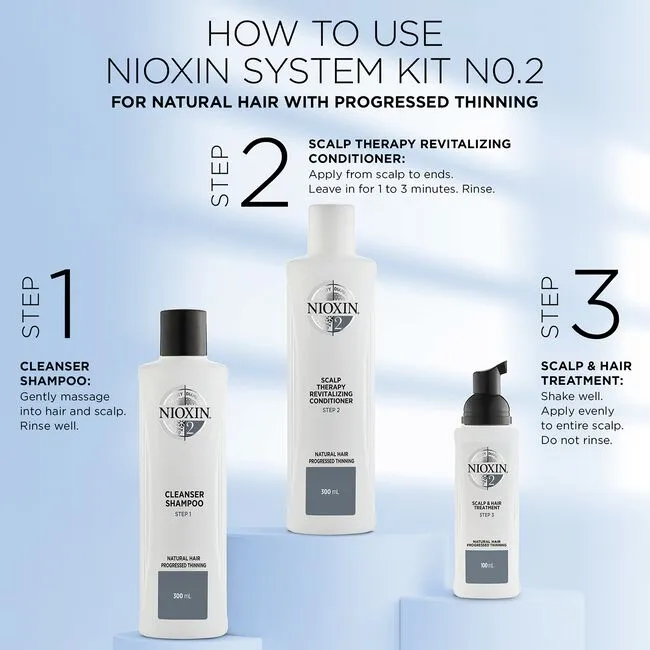 HOW TO USE
NIOXIN SYSTEM KIT NO.2
FOR NATURAL HAIR WITH PROGRESSED THINNING
STEP 1
CLEANSER
SHAMPOO:
Gently massage
into hair and scalp.
Rinse well.
STEP 2
SCALP THERAPY REVITALIZING
CONDITIONER:
Apply from scalp to ends.
Leave in for 1 to 3 minutes. Rinse.
STEP 3
SCALP & HAIR
TREATMENT:
Shake well.
Apply evenly
to entire scalp.
Do not rinse.
NIOXIN
2
CLEANSER
SHAMPOO
STEP 1
NATURAL HAIR
PROGRESSED THINNING
300 mL
NIOXIN
2
SCALP
THERAPY
REVITALIZING
CONDITIONER
STEP 2
NATURAL HAIR
PROGRESSED THINNING
300 mL
NIOXIN
2
SCALP & HAIR
TREATMENT
STEP 3
NATURAL HAIR
PROGRESSED THINNING
100 mL